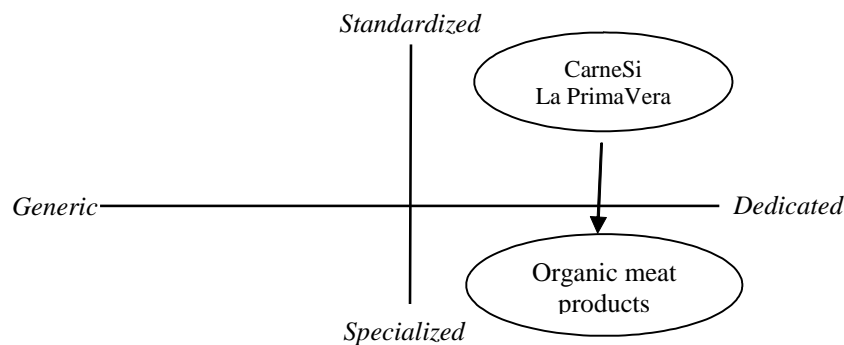 Standardized
CarneSi
La PrimaVera
Generic
Dedicated
Organic meat
products
Specialized